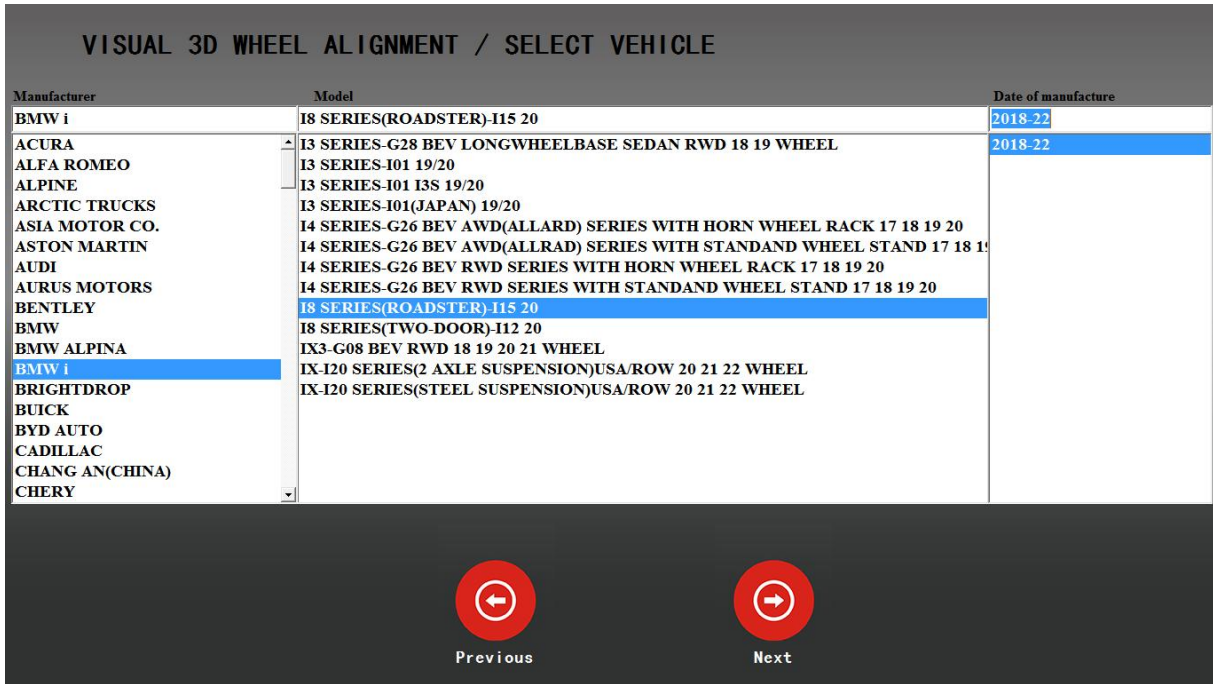 VISUAL 3D WHEEL ALIGNMENT / SELECT VEHICLE
Manufacturer
Model
Date of manufacture
BMW i
I8 SERIES(ROADSTER)-I15 20
2018-22
ACURA
ALFA ROMEO
ALPINE
ARCTIC TRUCKS
ASIA MOTOR CO.
ASTON MARTIN
AUDI
AURUS MOTORS
BENTLEY
BMW
BMW ALPINA
BMW i
BRIGHTDROP
BUICK
BYD AUTO
CADILLAC
CHANG AN(CHINA)
CHERY
I3 SERIES-G28 BEV LONGWHEELBASE SEDAN RWD 18 19 WHEEL
I3 SERIES-I01 19/20
I3 SERIES-I01 I3S 19/20
I3 SERIES-I01(JAPAN) 19/20
I4 SERIES-G26 BEV AWD(ALLARD) SERIES WITH HORN WHEEL RACK 17 18 19 20
I4 SERIES-G26 BEV AWD(ALLRAD) SERIES WITH STANDAND WHEEL STAND 17 18
I4 SERIES-G26 BEV RWD SERIES WITH HORN WHEEL RACK 17 18 19 20
I4 SERIES-G26 BEV RWD SERIES WITH STANDAND WHEEL STAND 17 18 19 20
I8 SERIES(ROADSTER)-I15 20
I8 SERIES(TWO-DOOR)-I12 20
IX3-G08 BEV RWD 18 19 20 21 WHEEL
IX-I20 SERIES(2 AXLE SUSPENSION)USA/ROW 20 21 22 WHEEL
IX-I20 SERIES(STEEL SUSPENSION)USA/ROW 20 21 22 WHEEL
2018-22
Previous
Next